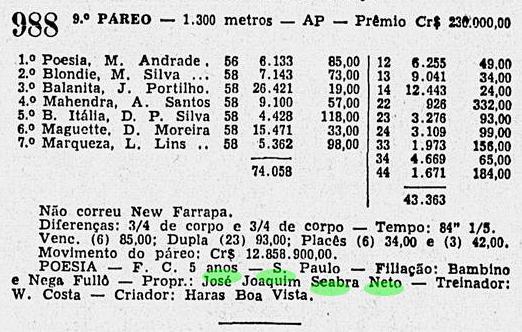 988 9.º PÁREO — 1.300 metros — AP — Prêmio Cr$ 230.000,00
1.º Poesia, M. Andrade, 56 6.133 85,00 12 6.255 49,00
2.º Blondie, M. Silva ... 58 7.143 73,00 13 9.041 34,00
3.º Balanita, J. Portilho. 58 26.421 19,00 14 12.443 24,00
4.º Mahendra, A. Santos 58 9.100 57,00 22 926 332,00
5.º B. Itália, D. P. Silva 58 4.428 118,00 23 3.276 93,00
6.º Maguette, D. Moreira 58 15.471 33,00 24 3.109 99,00
7.º Marqueza, L. Lins .. 58 5.362 98,00 33 1.973 156,00
34 4.669 65,00
74.058 44 1.671 184,00
43.363
Não correu New Farrapa.
Diferenças: 3/4 de corpo e 3/4 de corpo — Tempo: 84" 1/5.
Venc. (6) 85,00; Dupla (23) 93,00; Placês (6) 34,00 e (3) 42,00.
Movimento do páreo: Cr$ 12.858.900,00.
POESIA — F. C. 5 anos — S. Paulo — Filiação: Bambino
e Nega Fullô — Propr.: José Joaquim Seabra Neto — Treinador:
W. Costa — Criador: Haras Boa Vista.